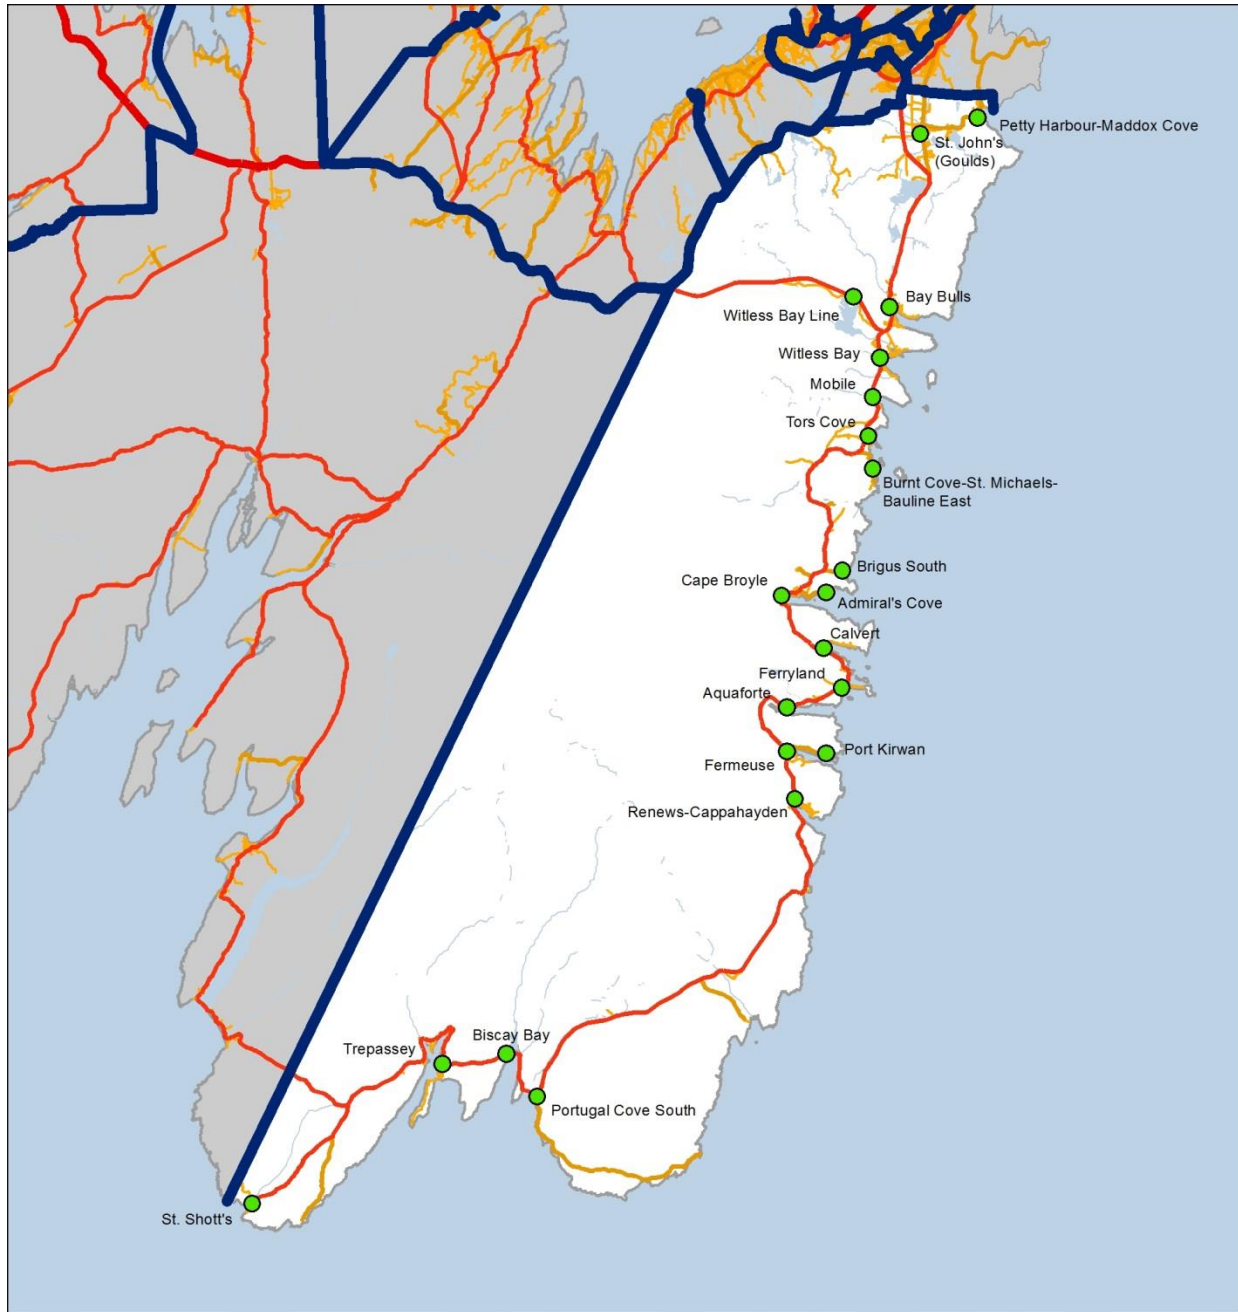 Petty Harbour-Maddox Cove
St. John's
(Goulds)
Bay Bulls
Witless Bay Line
Witless Bay
Mobile
Tors Cove
Burnt Cove-St. Michaels-
Bauline East
Brigus South
Cape Broyle
Admiral's Cove
Calvert
Ferryland
Aquaforte
Port Kirwan
Fermeuse
Renews-Cappahayden
Biscay Bay
Trepassey
Portugal Cove South
St. Shott's